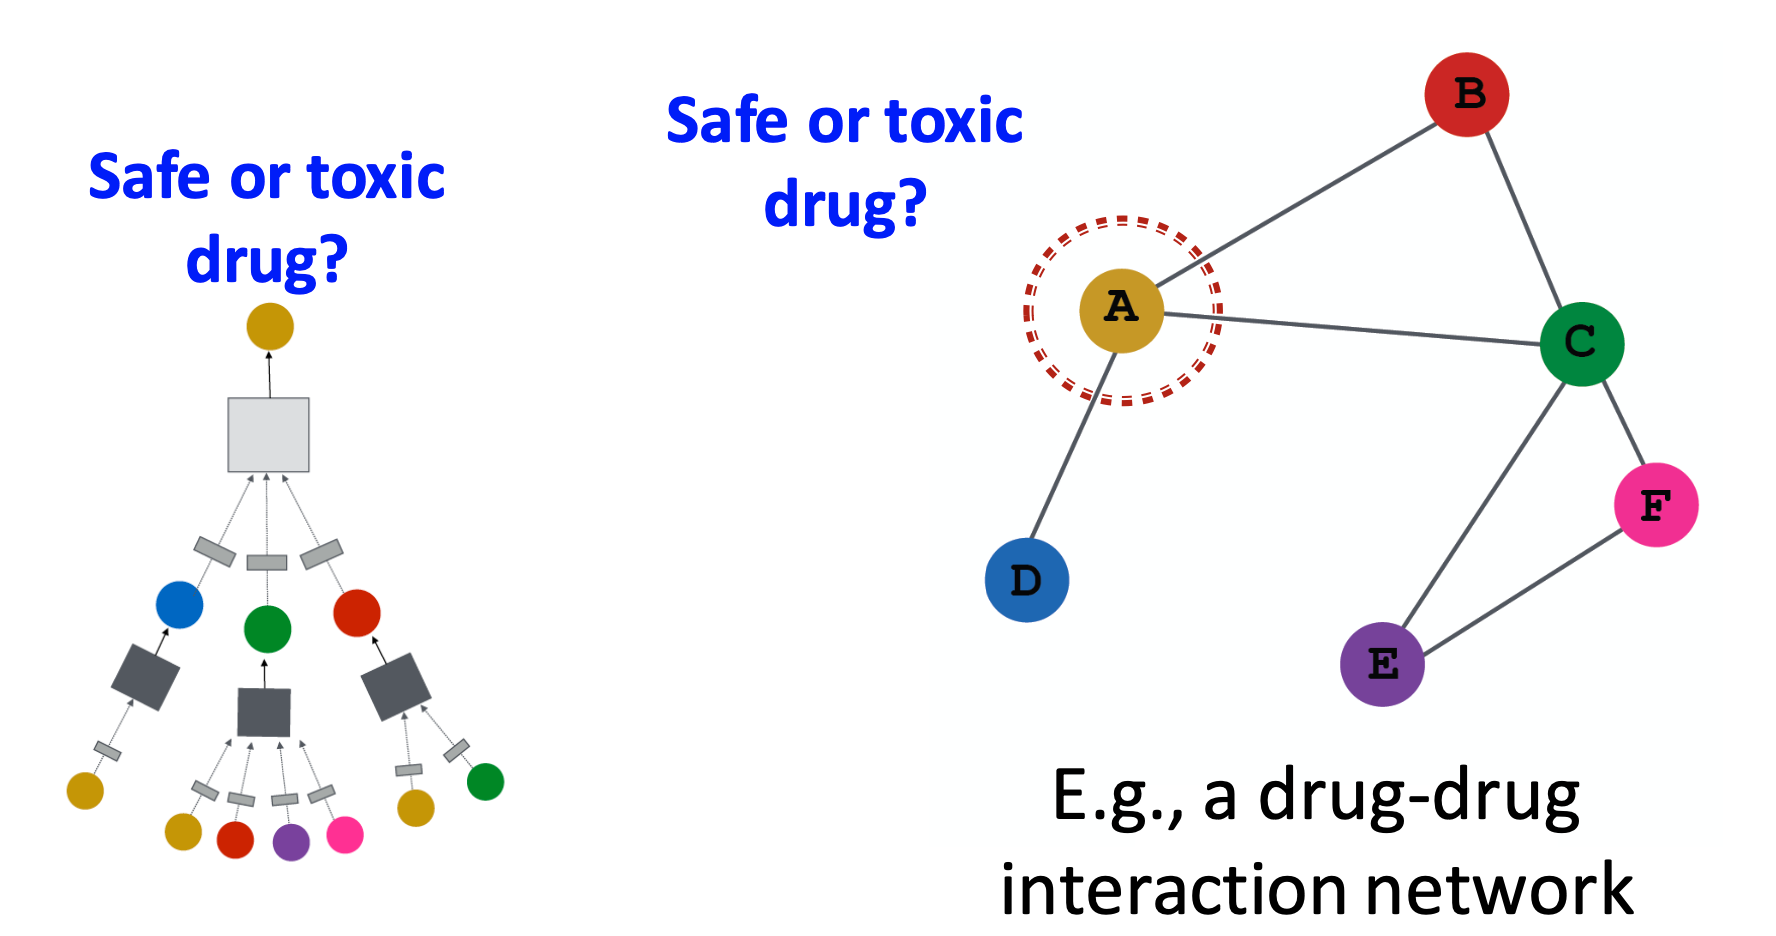 Safe or toxic
drug?
Safe or toxic
drug?
B
A
C
F
D
E
E.g., a drug-drug
interaction network